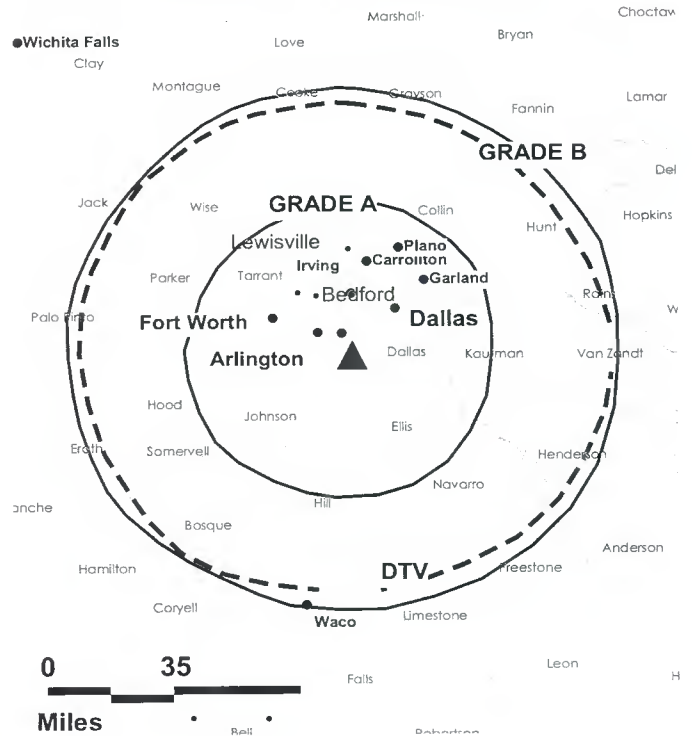 Marshall
Choctaw
Bryan
Wichita Falls
Love
Clay
Montague
Cooke
Grayson
Fannin
Lamar
GRADE B
Del
Jack
Wise
GRADE A
Collin
Hunt
Hopkins
Lewisville
Plano
Carrollton
Irving
Parker
Tarrant
Garland
Bedford
Rains
W
Palo Pinto
Fort Worth
Dallas
Arlington
Dallas
Kaufman
Van Zandt
Hood
Johnson
Ellis
Erath
Somervell
Henderson
Navarro
Hill
anche
Bosque
Anderson
Hamilton
DTV
Freestone
Coryell
Waco
Limestone
0 35
Leon
Falls
H
Miles
Bell
Robertson